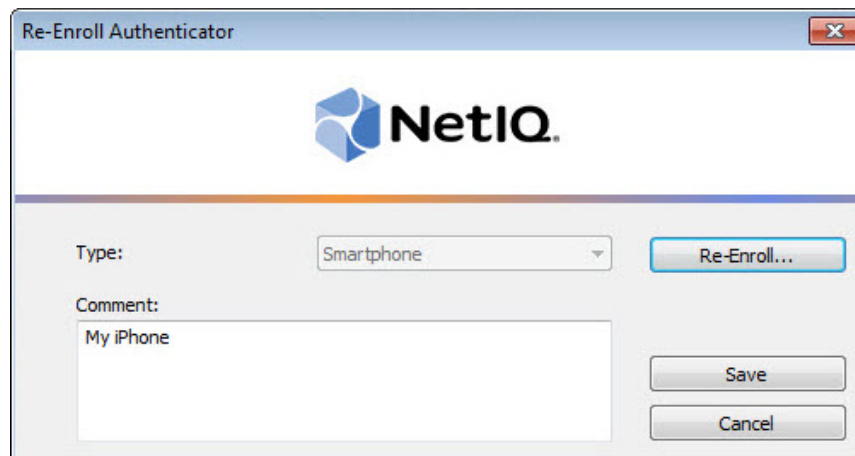 Re-Enroll Authenticator
NetIQ.
Type:
Smartphone
Re-Enroll...
Comment:
My iPhone
Save
Cancel